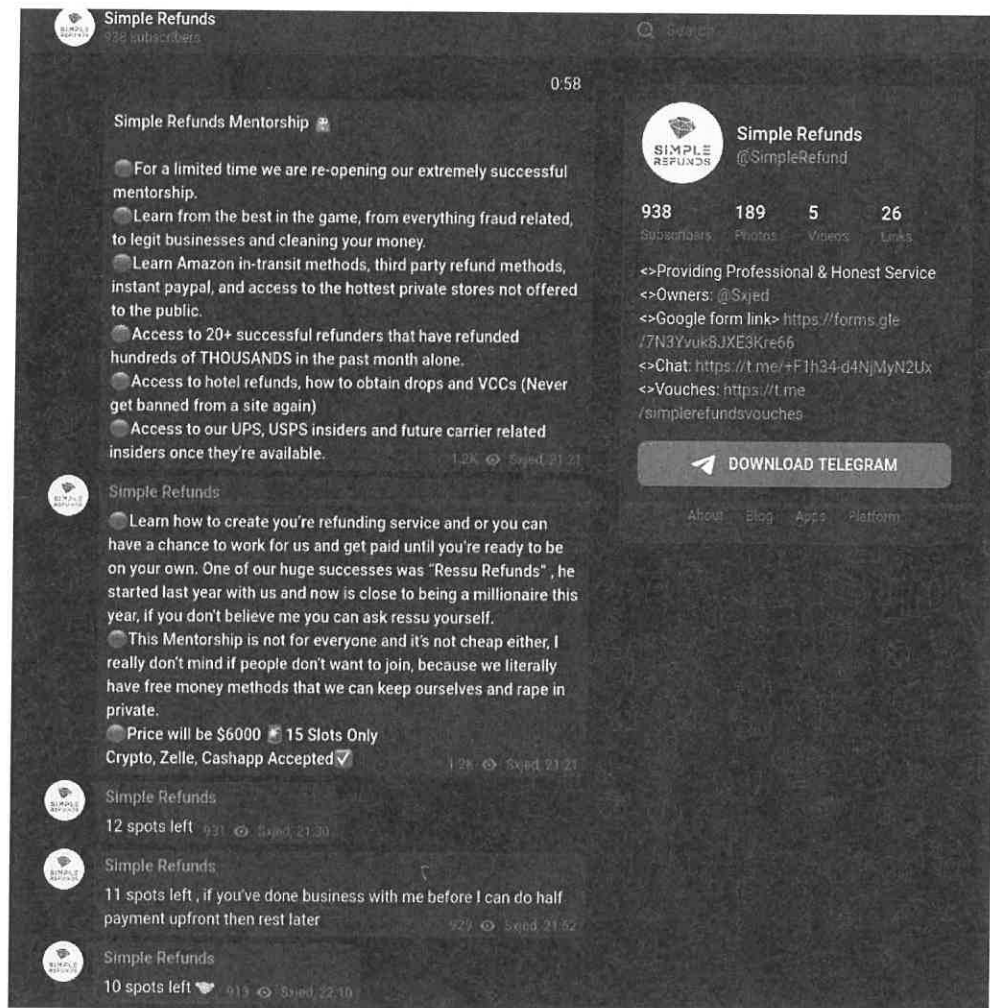 Simple Refunds
938 subscribers
Search
0:58
Simple Refunds Mentorship
For a limited time we are re-opening our extremely successful
mentorship.
Learn from the best in the game, from everything fraud related,
to legit businesses and cleaning your money.
Learn Amazon in-transit methods, third party refund methods,
instant paypal, and access to the hottest private stores not offered
to the public.
Access to 20+ successful refunders that have refunded
hundreds of THOUSANDS in the past month alone.
Access to hotel refunds, how to obtain drops and VCCs (Never
get banned from a site again)
Access to our UPS, USPS insiders and future carrier related
insiders once they're available.
1.2K Sxjed, 21:21
Simple Refunds
Learn how to create you're refunding service and or you can
have a chance to work for us and get paid until you're ready to be
on your own. One of our huge successes was "Ressu Refunds" , he
started last year with us and now is close to being a millionaire this
year, if you don't believe me you can ask ressu yourself.
This Mentorship is not for everyone and it's not cheap either, I
really don't mind if people don't want to join, because we literally
have free money methods that we can keep ourselves and rape in
private.
Price will be $6000 15 Slots Only
Crypto, Zelle, Cashapp Accepted
1.2K Sxjed, 21:21
Simple Refunds
12 spots left
931 Sxjed, 21:30
Simple Refunds
11 spots left , if you've done business with me before I can do half
payment upfront then rest later
929 Sxjed, 21:52
Simple Refunds
10 spots left
913 Sxjed, 22:10
SIMPLE
REFUNDS
Simple Refunds
@SimpleRefund
938 189 5 26
Subscribers Photos Videos Links
<>Providing Professional & Honest Service
<>Owners: @Sxjed
<>Google form link> https://forms.gle
/7N3Yvuk8JXE3Kre66
<>Chat: https://t.me/+F1h34-d4NjMyN2Ux
<>Vouches: https://t.me
/simplerefundsvouches
DOWNLOAD TELEGRAM
About Blog Apps Platform